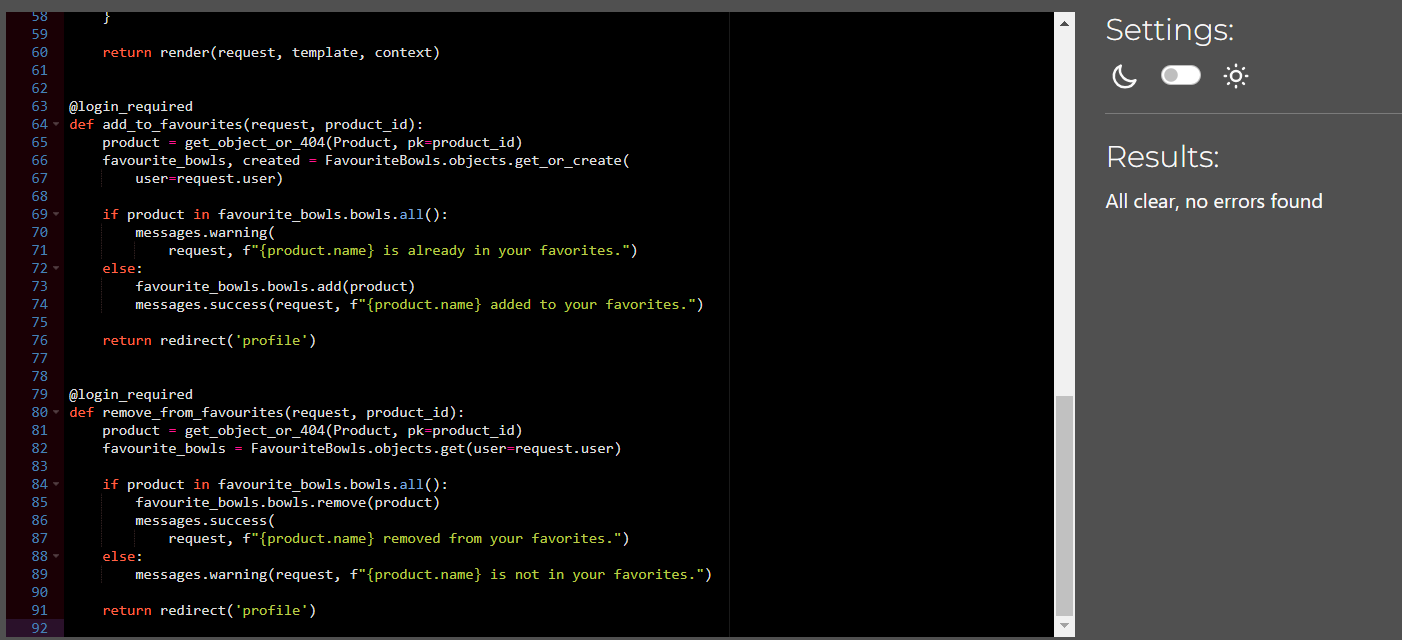 58     }
59
60     return render(request, template, context)
61
62
63 @login_required
64 def add_to_favourites(request, product_id):
65     product = get_object_or_404(Product, pk=product_id)
66     favourite_bowls, created = FavouriteBowls.objects.get_or_create(
67         user=request.user)
68
69     if product in favourite_bowls.bowls.all():
70         messages.warning(
71             request, f"{product.name} is already in your favorites.")
72     else:
73         favourite_bowls.bowls.add(product)
74         messages.success(request, f"{product.name} added to your favorites.")
75
76     return redirect('profile')
77
78
79 @login_required
80 def remove_from_favourites(request, product_id):
81     product = get_object_or_404(Product, pk=product_id)
82     favourite_bowls = FavouriteBowls.objects.get(user=request.user)
83
84     if product in favourite_bowls.bowls.all():
85         favourite_bowls.bowls.remove(product)
86         messages.success(
87             request, f"{product.name} removed from your favorites.")
88     else:
89         messages.warning(request, f"{product.name} is not in your favorites.")
90
91     return redirect('profile')
92
Settings:
Results:
All clear, no errors found